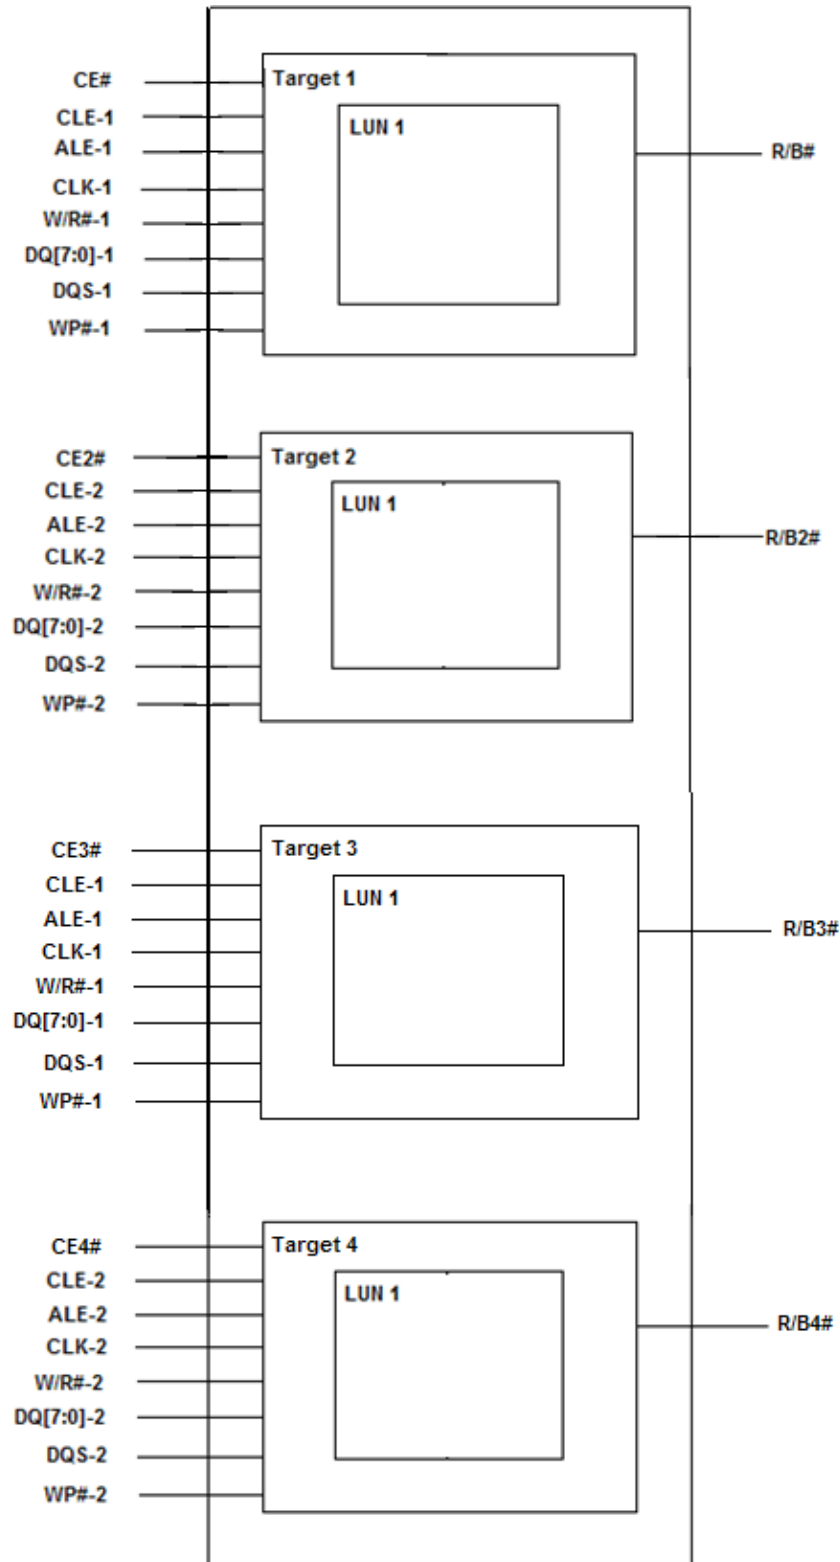 CE#
Target 1
CLE-1
LUN 1
ALE-1
R/B#
CLK-1
W/R#-1
DQ[7:0]-1
DQS-1
WP#-1
CE2#
Target 2
CLE-2
LUN 1
ALE-2
R/B2#
CLK-2
W/R#-2
DQ[7:0]-2
DQS-2
WP#-2
CE3#
Target 3
CLE-1
LUN 1
ALE-1
R/B3#
CLK-1
W/R#-1
DQ[7:0]-1
DQS-1
WP#-1
CE4#
Target 4
CLE-2
LUN 1
ALE-2
R/B4#
CLK-2
W/R#-2
DQ[7:0]-2
DQS-2
WP#-2